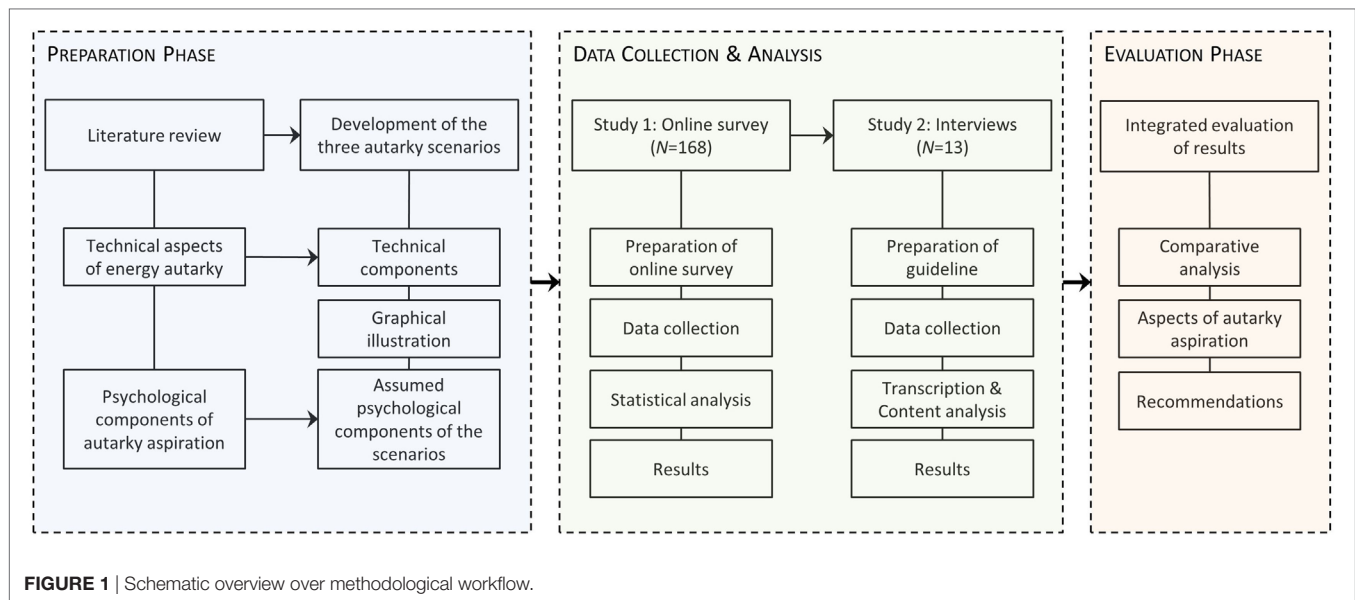 PREPARATION PHASE
Literature review
Development of the
three autarky scenarios
Technical aspects
of energy autarky
Technical
components
Graphical
illustration
Psychological
components of
autarky aspiration
Assumed
psychological
components of the
scenarios
DATA COLLECTION & ANALYSIS
Study 1: Online survey
(N=168)
Study 2: Interviews
(N=13)
Preparation of
online survey
Data collection
Statistical analysis
Results
Preparation of
guideline
Data collection
Transcription &
Content analysis
Results
EVALUATION PHASE
Integrated evaluation
of results
Comparative
analysis
Aspects of autarky
aspiration
Recommendations
FIGURE 1 | Schematic overview over methodological workflow.